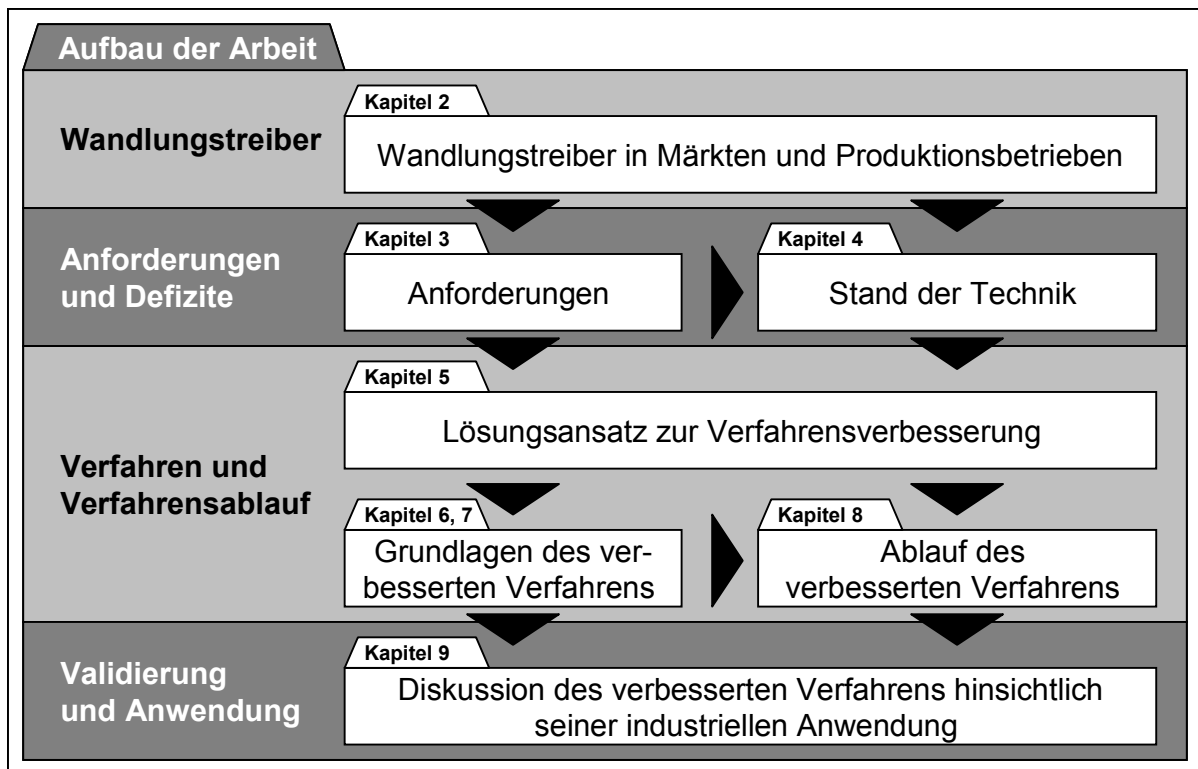 Aufbau der Arbeit
Wandlungstreiber
Kapitel 2
Wandlungstreiber in Märkten und Produktionsbetrieben
Anforderungen
und Defizite
Kapitel 3
Anforderungen
Kapitel 4
Stand der Technik
Verfahren und
Verfahrensablauf
Kapitel 5
Lösungsansatz zur Verfahrensverbesserung
Kapitel 6, 7
Grundlagen des ver-
besserten Verfahrens
Kapitel 8
Ablauf des
verbesserten Verfahrens
Validierung
und Anwendung
Kapitel 9
Diskussion des verbesserten Verfahrens hinsichtlich
seiner industriellen Anwendung